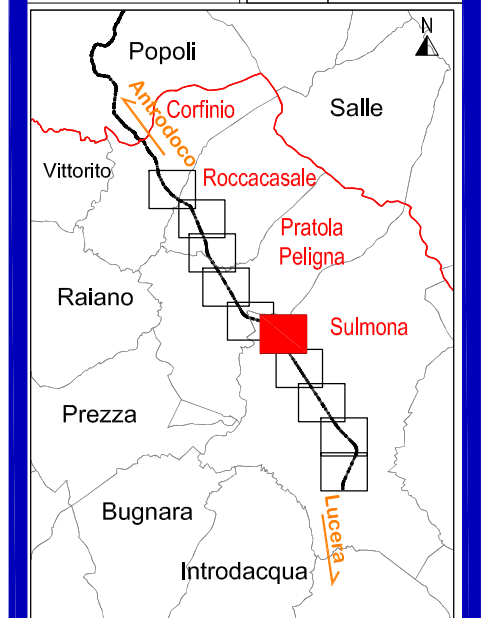 N
Popoli
Antrodoco
Corfinio
Salle
Vittorito
Roccacasale
Pratola
Peligna
Raiano
Sulmona
Prezza
Bugnara
Lucera
Introdacqua